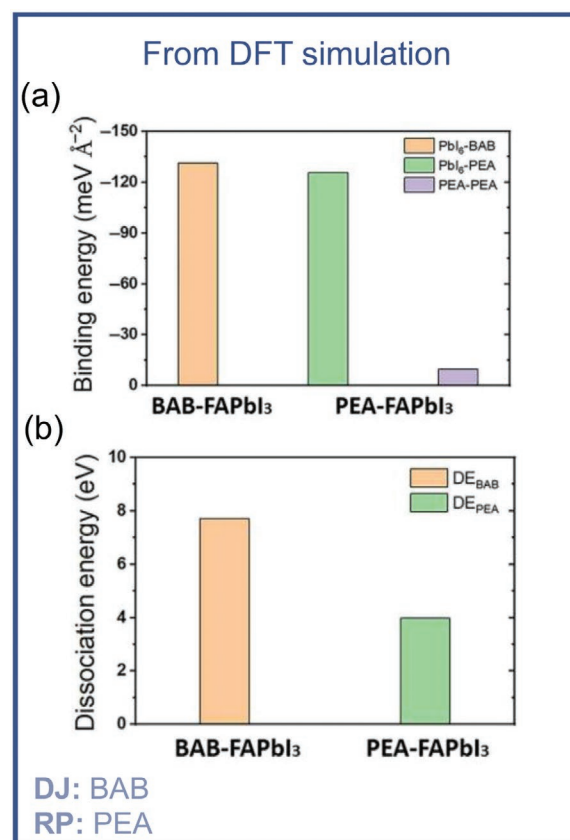 From DFT simulation
(a)
Binding energy (meV Å⁻²)
–150
–120
–90
–60
–30
0
PbI₆-BAB
PbI₆-PEA
PEA-PEA
BAB-FAPbI₃ PEA-FAPbI₃
(b)
Dissociation energy (eV)
10
8
6
4
2
0
DE_BAB
DE_PEA
BAB-FAPbI₃ PEA-FAPbI₃
DJ: BAB
RP: PEA